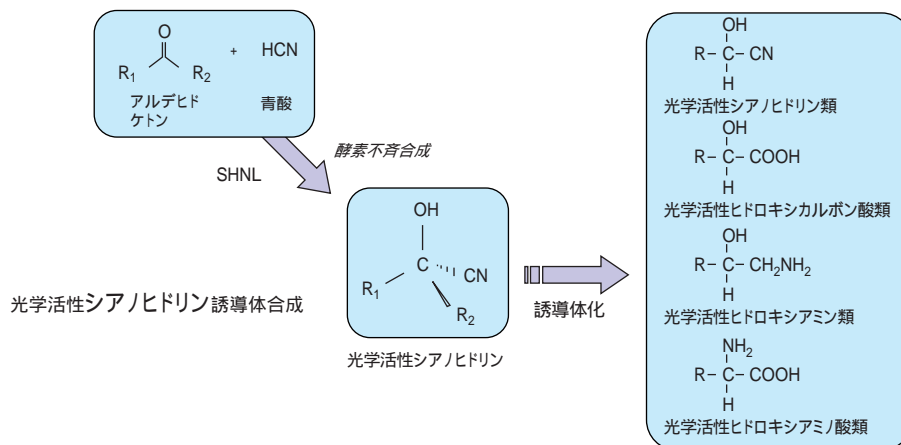 O
R1 R2 + HCN
アルデヒド
ケトン
青酸
酵素不斉合成
SHNL
OH
C CN
R1
R2
光学活性シアノヒドリン
光学活性シアノヒドリン誘導体合成
誘導体化
OH
R-C-CN
H
光学活性シアノヒドリン類
OH
R-C-COOH
H
光学活性ヒドロキシカルボン酸類
OH
R-C-CH2NH2
H
光学活性ヒドロキシアミン類
NH2
R-C-COOH
H
光学活性ヒドロキシアミノ酸類